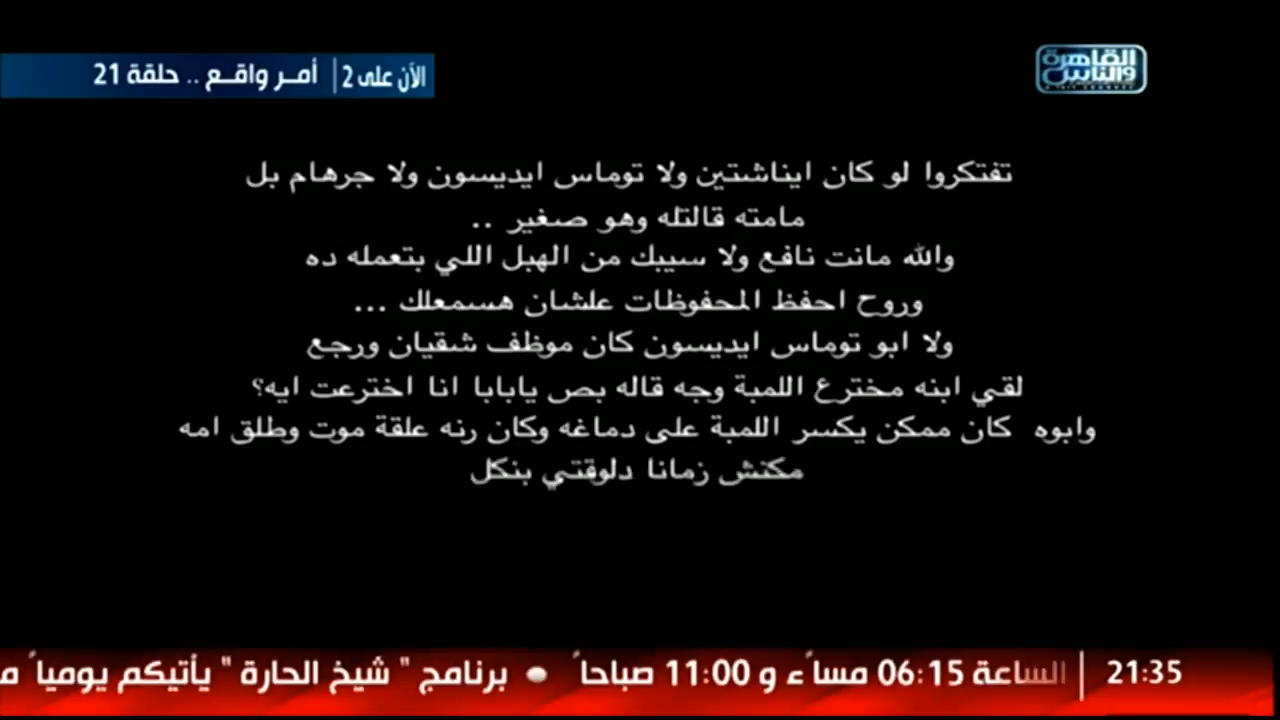 القاهرة
والناس
الآن على 2 | أمر واقع .. حلقة 21
تفتكروا لو كان ايناشتين ولا توماس ايديسون ولا جرهام بل
مامته قالتله وهو صغير ..
والله مانت نافع ولا سيبك من الهبل اللي بتعمله ده
وروح احفظ المحفوظات علشان هسمعلك ...
ولا ابو توماس ايديسون كان موظف شقيان ورجع
لقي ابنه مخترع اللمبة وجه قاله بص يابابا انا اخترعت ايه؟
وابوه كان ممكن يكسر اللمبة على دماغه وكان رنه علقة موت وطلق امه
مكنش زمانا دلوقتي بنكل
21:35 | الساعة 06:15 مساءً و 11:00 صباحاً • برنامج " شيخ الحارة " يأتيكم يومياً